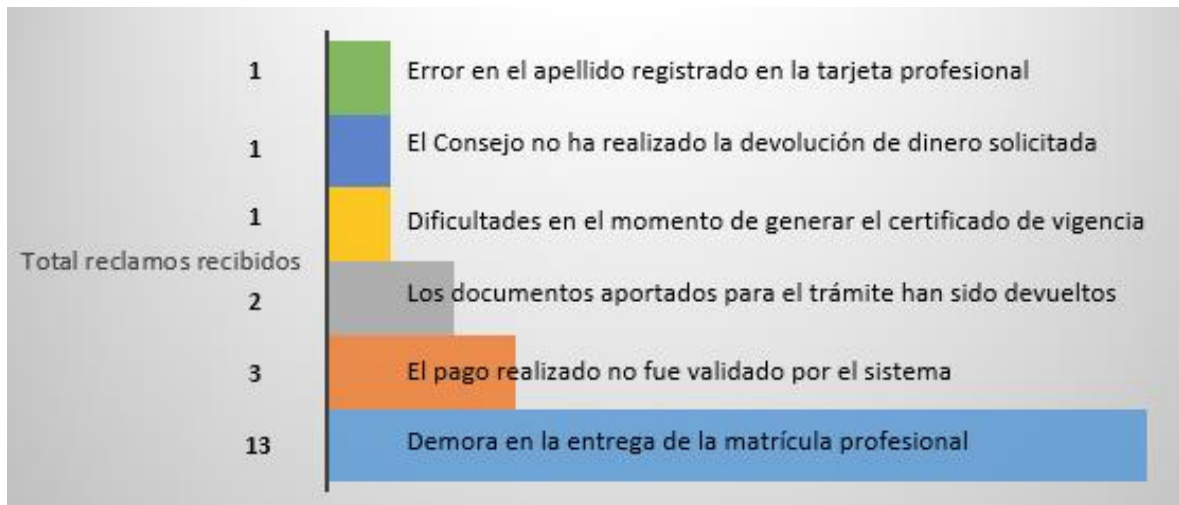 1 Error en el apellido registrado en la tarjeta profesional
1 El Consejo no ha realizado la devolución de dinero solicitada
1 Dificultades en el momento de generar el certificado de vigencia
Total reclamos recibidos
2 Los documentos aportados para el trámite han sido devueltos
3 El pago realizado no fue validado por el sistema
13 Demora en la entrega de la matrícula profesional